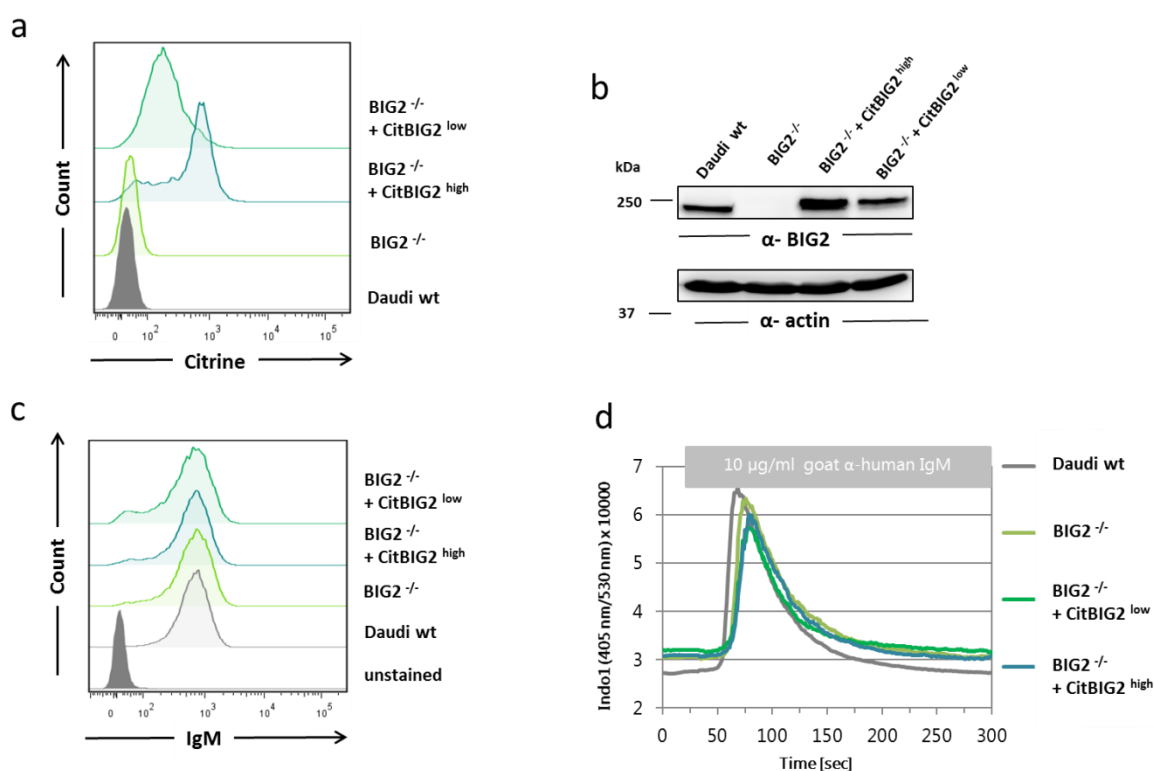 a
Count
BIG2 -/-
+ CitBIG2 low
BIG2 -/-
+ CitBIG2 high
BIG2 -/-
Daudi wt
0 10^2 10^3 10^4 10^5
Citrine
b
Daudi wt
BIG2 -/-
BIG2 -/- + CitBIG2 high
BIG2 -/- + CitBIG2 low
kDa
250
α- BIG2
37
α- actin
c
Count
BIG2 -/-
+ CitBIG2 low
BIG2 -/-
+ CitBIG2 high
BIG2 -/-
Daudi wt
unstained
0 10^2 10^3 10^4 10^5
IgM
d
Indo1 (405 nm/530 nm) x 10000
10 µg/ml goat α-human IgM
7
6
5
4
3
2
0 50 100 150 200 250 300
Time [sec]
Daudi wt
BIG2 -/-
BIG2 -/-
+ CitBIG2 low
BIG2 -/-
+ CitBIG2 high